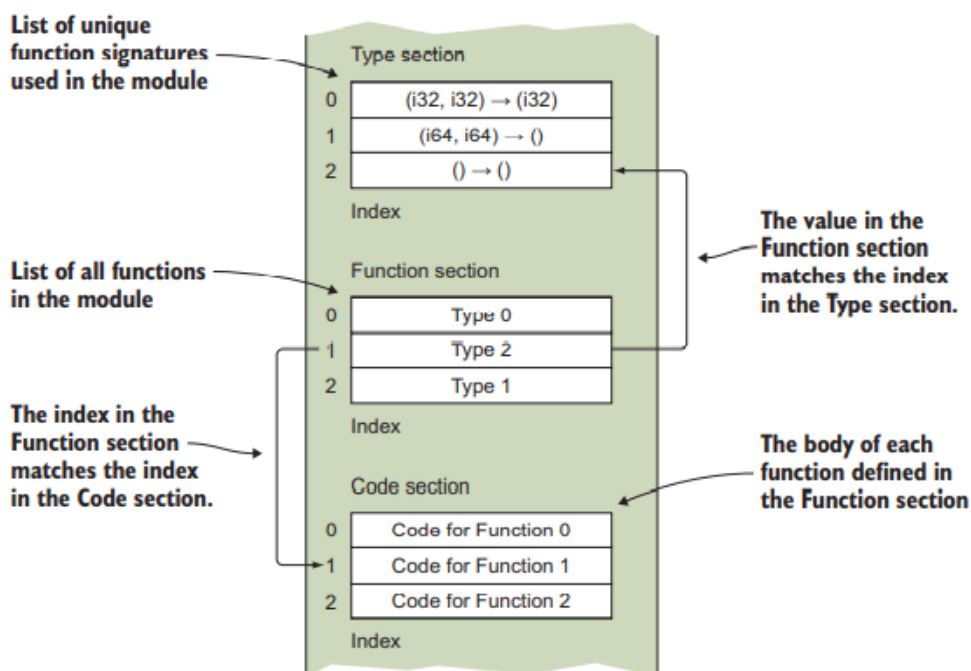 List of unique
function signatures
used in the module
Type section
0 (i32, i32) → (i32)
1 (i64, i64) → ()
2 () → ()
Index
The value in the
Function section
matches the index
in the Type section.
List of all functions
in the module
Function section
0 Type 0
1 Type 2
2 Type 1
Index
The index in the
Function section
matches the index
in the Code section.
The body of each
function defined in
the Function section
Code section
0 Code for Function 0
1 Code for Function 1
2 Code for Function 2
Index